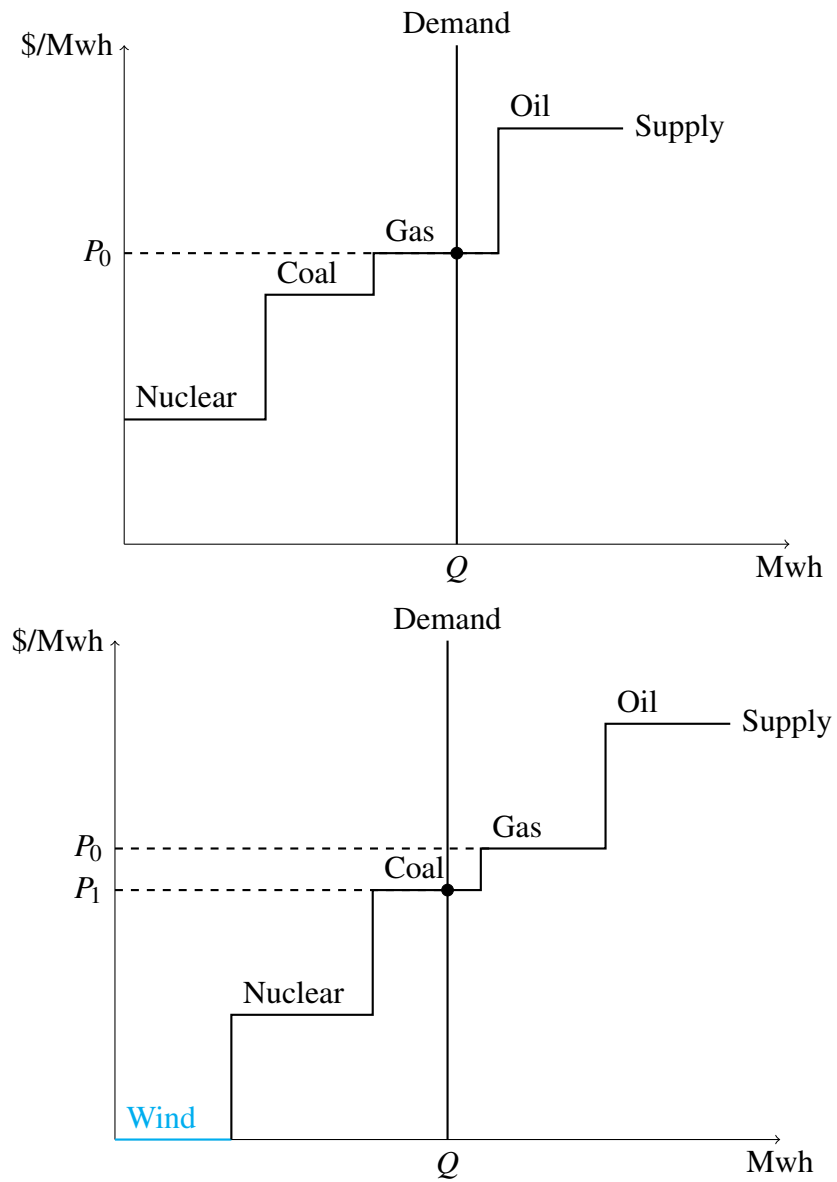 Demand
$/Mwh
Oil
Supply
Gas
P0
Coal
Nuclear
Q
Mwh
Demand
$/Mwh
Oil
Supply
Gas
P0
Coal
P1
Nuclear
Wind
Q
Mwh